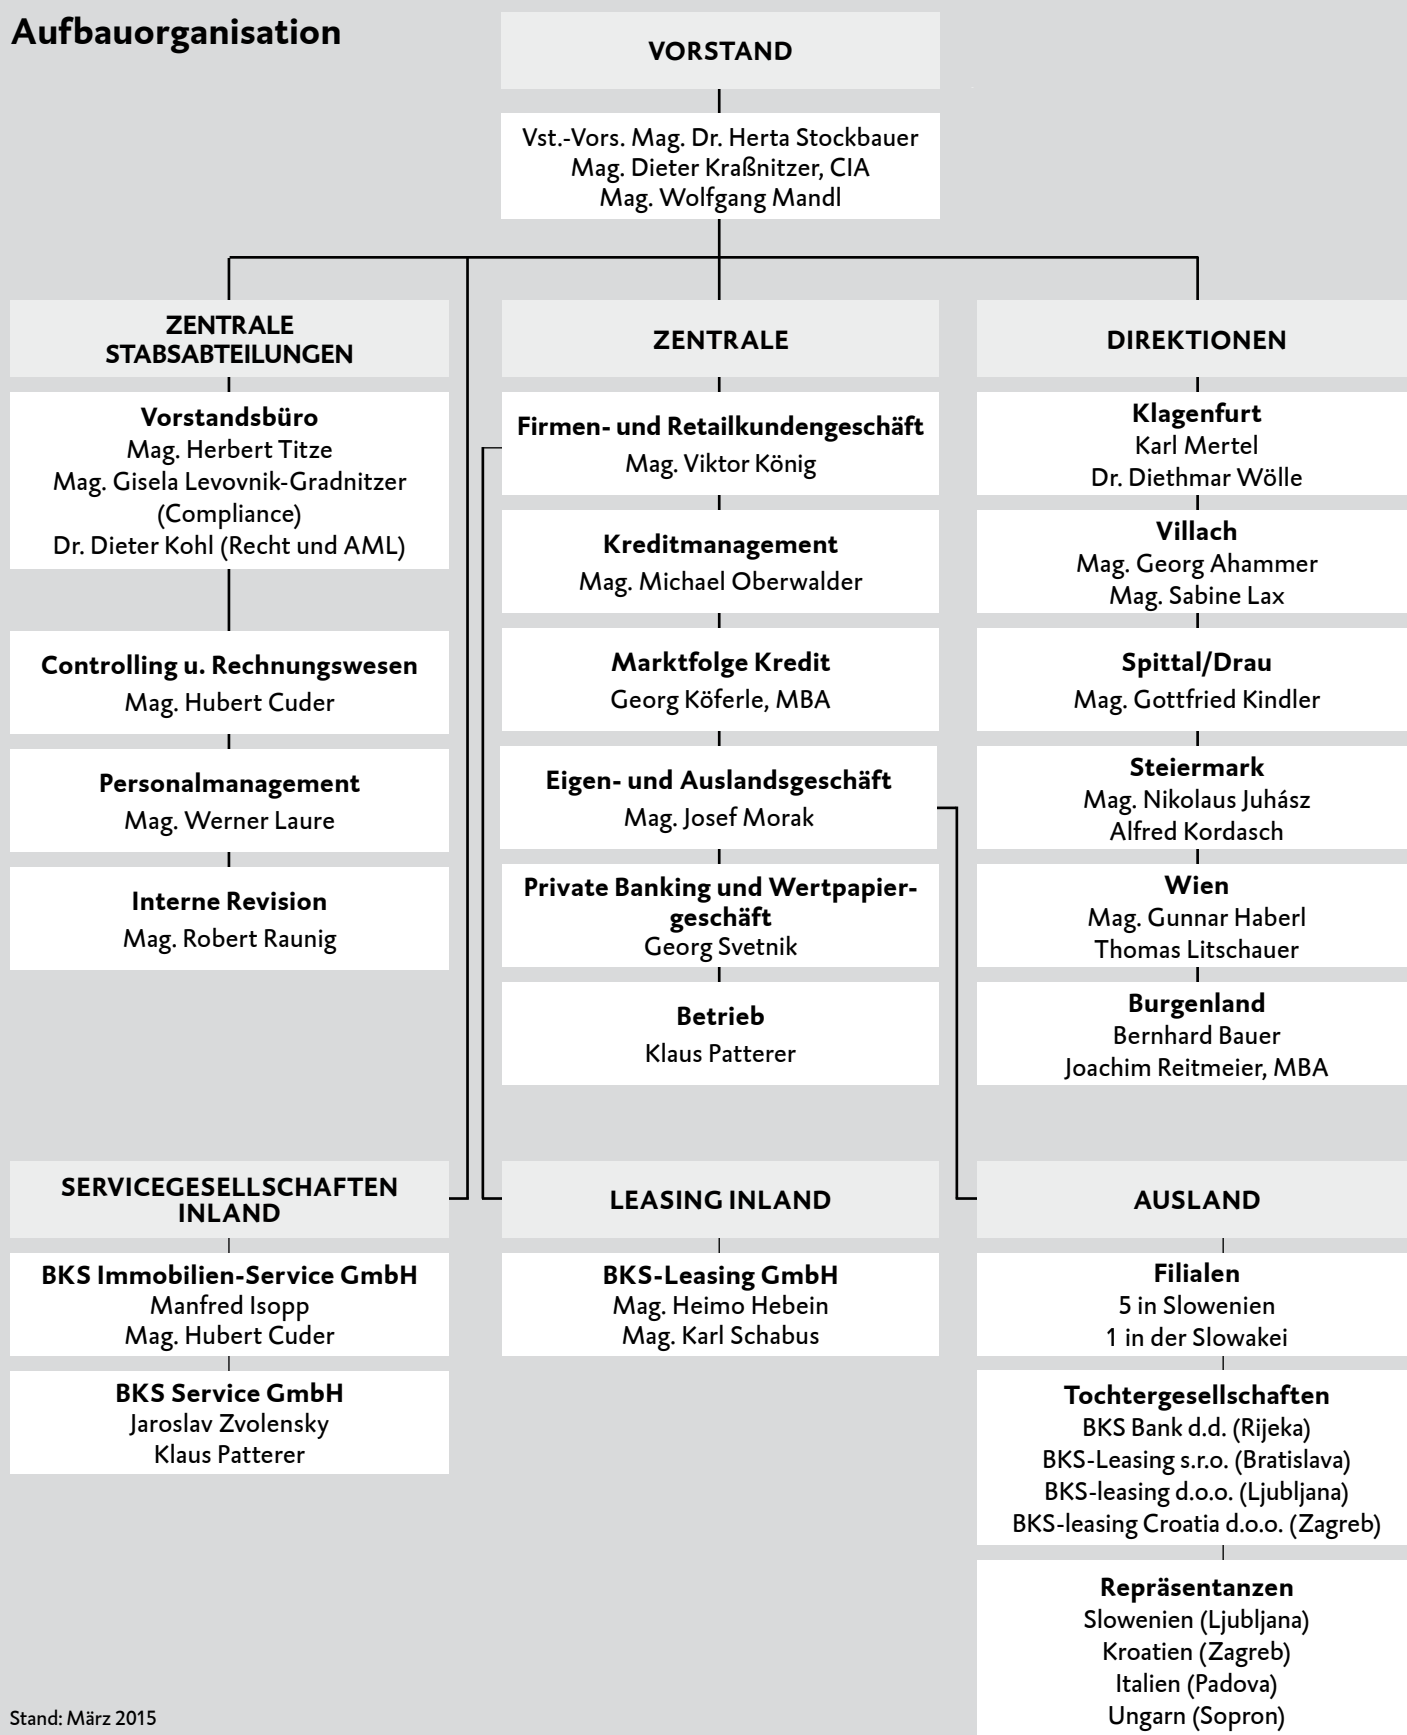 Aufbauorganisation
VORSTAND
Vst.-Vors. Mag. Dr. Herta Stockbauer
Mag. Dieter Kraßnitzer, CIA
Mag. Wolfgang Mandl
ZENTRALE
STABSABTEILUNGEN
Vorstandsbüro
Mag. Herbert Titze
Mag. Gisela Levovnik-Gradnitzer
(Compliance)
Dr. Dieter Kohl (Recht und AML)
Controlling u. Rechnungswesen
Mag. Hubert Cuder
Personalmanagement
Mag. Werner Laure
Interne Revision
Mag. Robert Raunig
ZENTRALE
Firmen- und Retailkundengeschäft
Mag. Viktor König
Kreditmanagement
Mag. Michael Oberwalder
Marktfolge Kredit
Georg Köferle, MBA
Eigen- und Auslandsgeschäft
Mag. Josef Morak
Private Banking und Wertpapier-
geschäft
Georg Svetnik
Betrieb
Klaus Patterer
DIREKTIONEN
Klagenfurt
Karl Mertel
Dr. Diethmar Wölle
Villach
Mag. Georg Ahammer
Mag. Sabine Lax
Spittal/Drau
Mag. Gottfried Kindler
Steiermark
Mag. Nikolaus Juhász
Alfred Kordasch
Wien
Mag. Gunnar Haberl
Thomas Litschauer
Burgenland
Bernhard Bauer
Joachim Reitmeier, MBA
SERVICEGESELLSCHAFTEN
INLAND
BKS Immobilien-Service GmbH
Manfred Isopp
Mag. Hubert Cuder
BKS Service GmbH
Jaroslav Zvolensky
Klaus Patterer
LEASING INLAND
BKS-Leasing GmbH
Mag. Heimo Hebein
Mag. Karl Schabus
AUSLAND
Filialen
5 in Slowenien
1 in der Slowakei
Tochtergesellschaften
BKS Bank d.d. (Rijeka)
BKS-Leasing s.r.o. (Bratislava)
BKS-leasing d.o.o. (Ljubljana)
BKS-leasing Croatia d.o.o. (Zagreb)
Repräsentanzen
Slowenien (Ljubljana)
Kroatien (Zagreb)
Italien (Padova)
Ungarn (Sopron)
Stand: März 2015